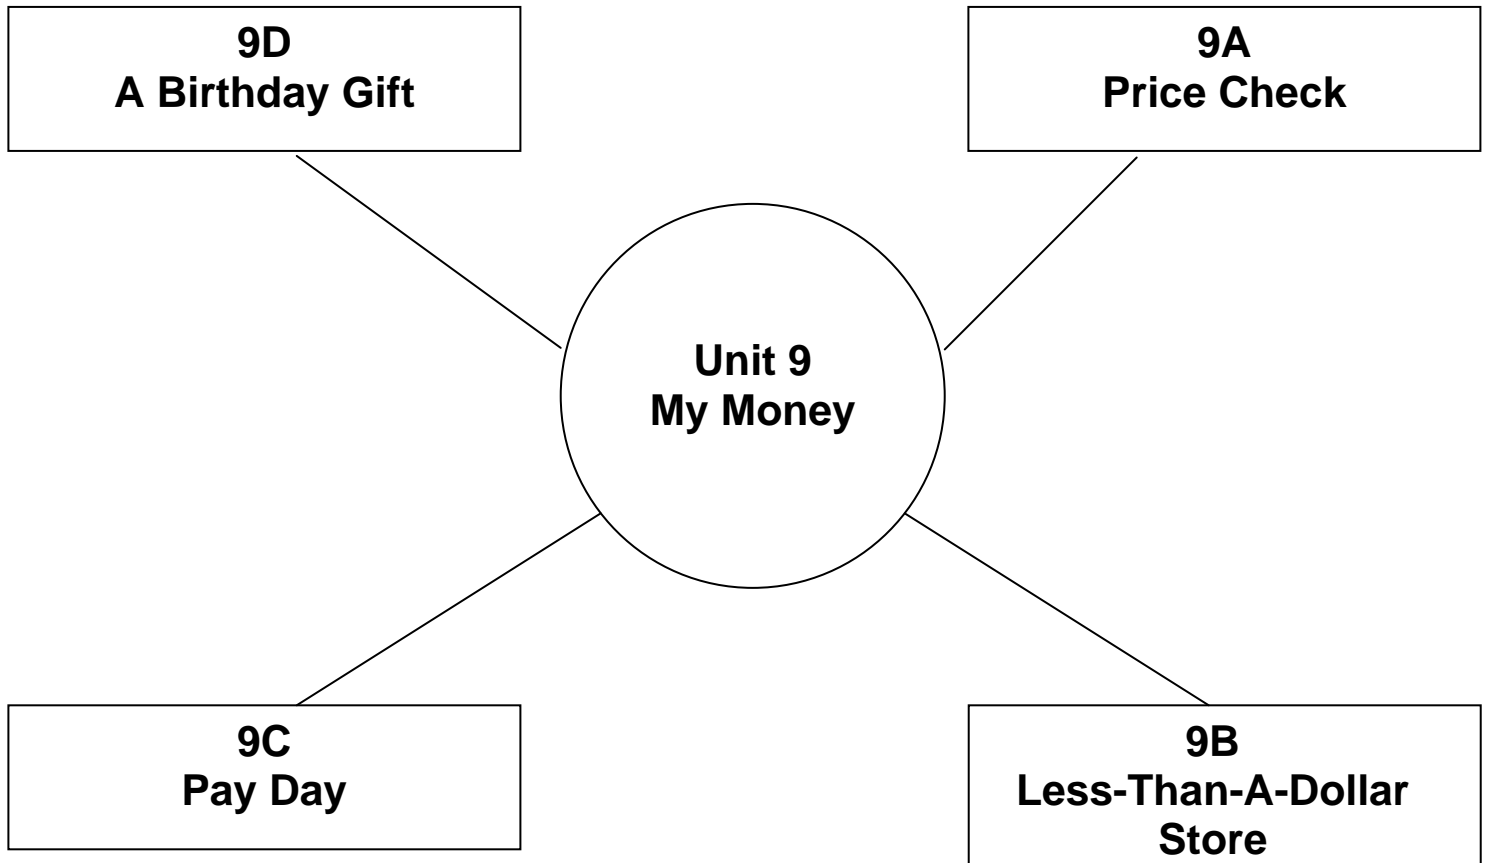 9D
A Birthday Gift
9A
Price Check
Unit 9
My Money
9C
Pay Day
9B
Less-Than-A-Dollar
Store